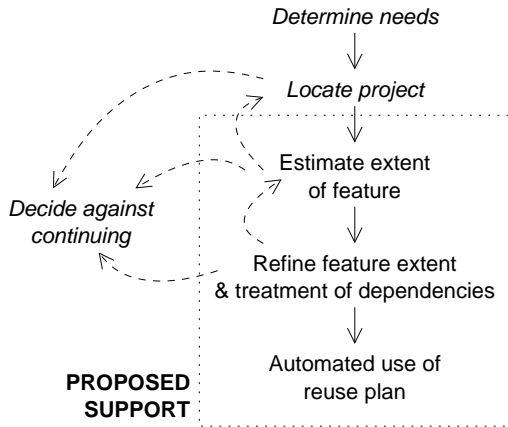 Determine needs
Locate project
Estimate extent
of feature
Decide against
continuing
Refine feature extent
& treatment of dependencies
Automated use of
reuse plan
PROPOSED
SUPPORT